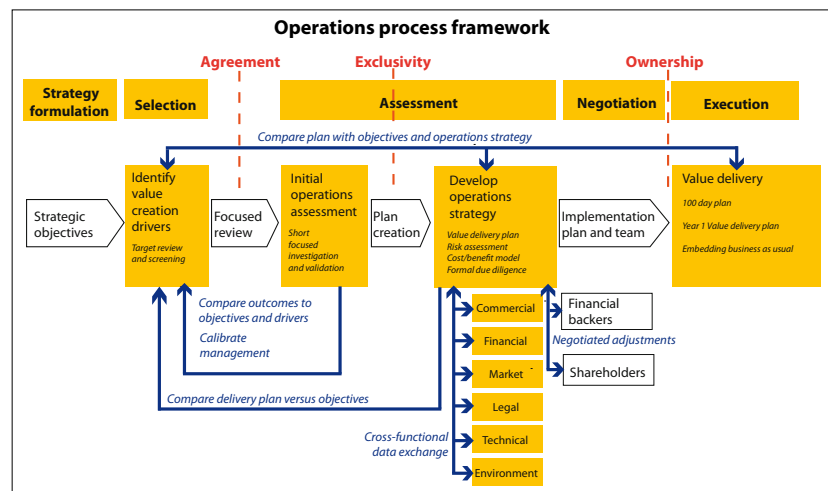 Operations process framework
Agreement
Exclusivity
Ownership
Strategy
formulation
Selection
Assessment
Negotiation
Execution
Compare plan with objectives and operations strategy
Strategic
objectives
Identify
value
creation
drivers
Target review
and screening
Focused
review
Initial
operations
assessment
Short
focused
investigation
and validation
Plan
creation
Develop
operations
strategy
Value delivery plan
Risk assessment
Cost/benefit model
Formal due diligence
Implementation
plan and team
Value delivery
100 day plan
Year 1 Value delivery plan
Embedding business as usual
Compare outcomes to
objectives and drivers
Calibrate
management
Compare delivery plan versus objectives
Cross-functional
data exchange
Commercial
Financial
Market
Legal
Technical
Environment
Financial
backers
Negotiated adjustments
Shareholders